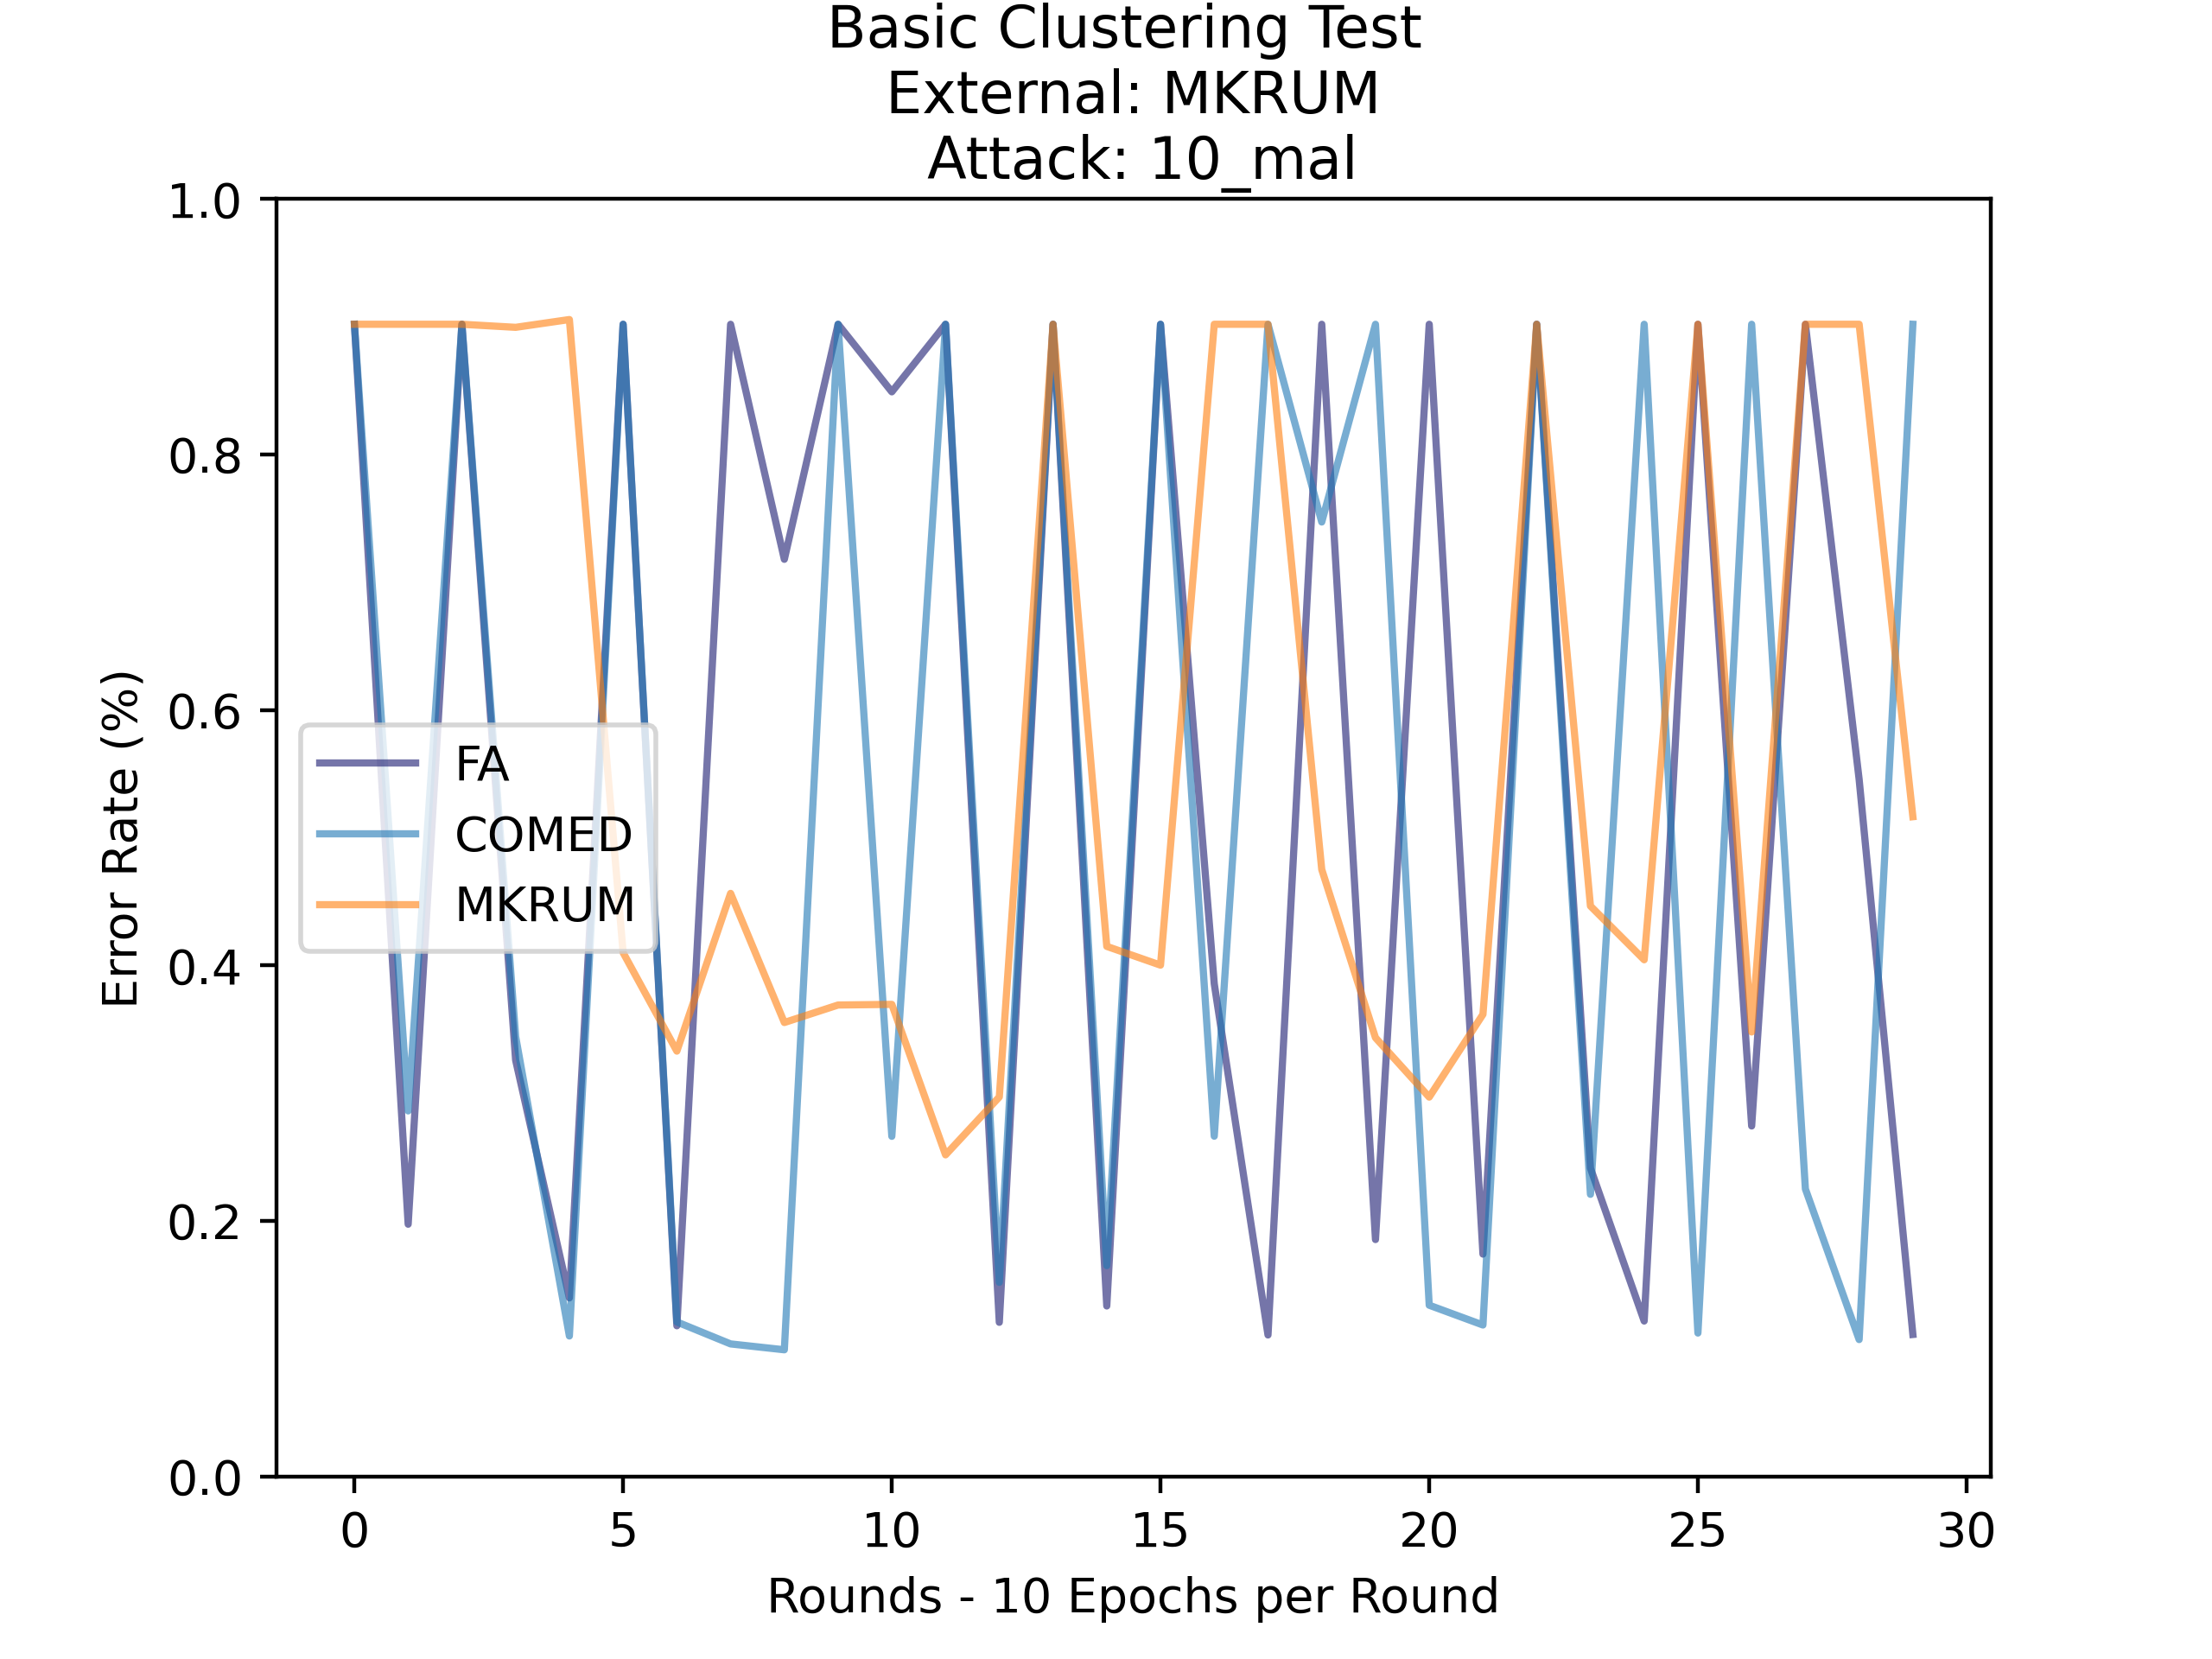 Basic Clustering Test
External: MKRUM
Attack: 10_mal
1.0
0.8
0.6
0.4
0.2
0.0
Error Rate (%)
FA
COMED
MKRUM
0 5 10 15 20 25 30
Rounds - 10 Epochs per Round